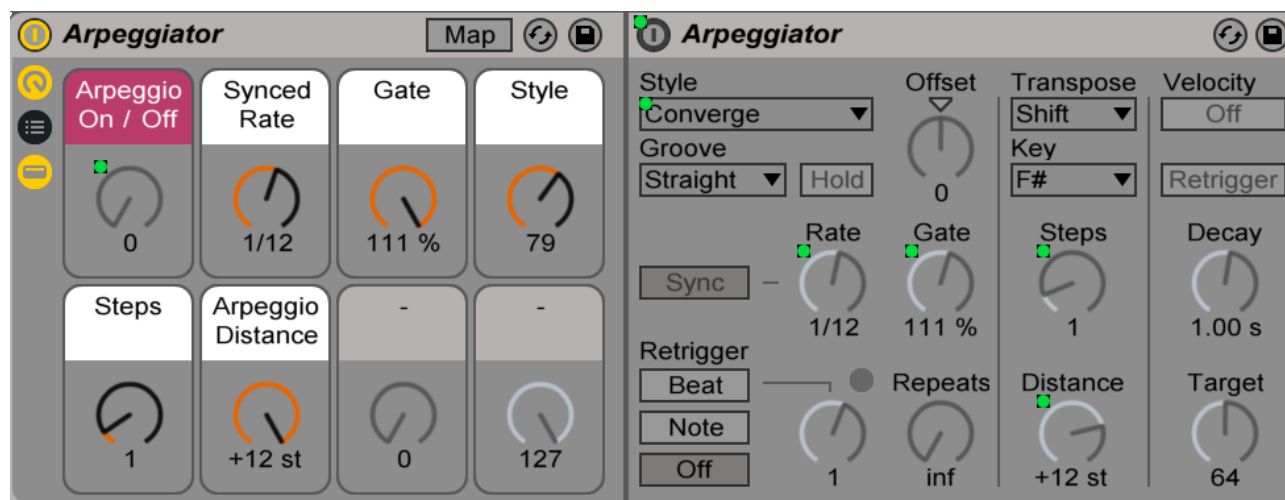 Arpeggiator
Map
Arpeggio
On / Off
0
Synced
Rate
1/12
Gate
111 %
Style
79
Steps
1
Arpeggio
Distance
+12 st
-
0
-
127
Arpeggiator
Style
Converge
Groove
Straight
Hold
Offset
0
Transpose
Shift
Key
F#
Velocity
Off
Retrigger
Sync
Rate
1/12
Gate
111 %
Steps
1
Decay
1.00 s
Retrigger
Beat
Note
Off
1
Repeats
inf
Distance
+12 st
Target
64